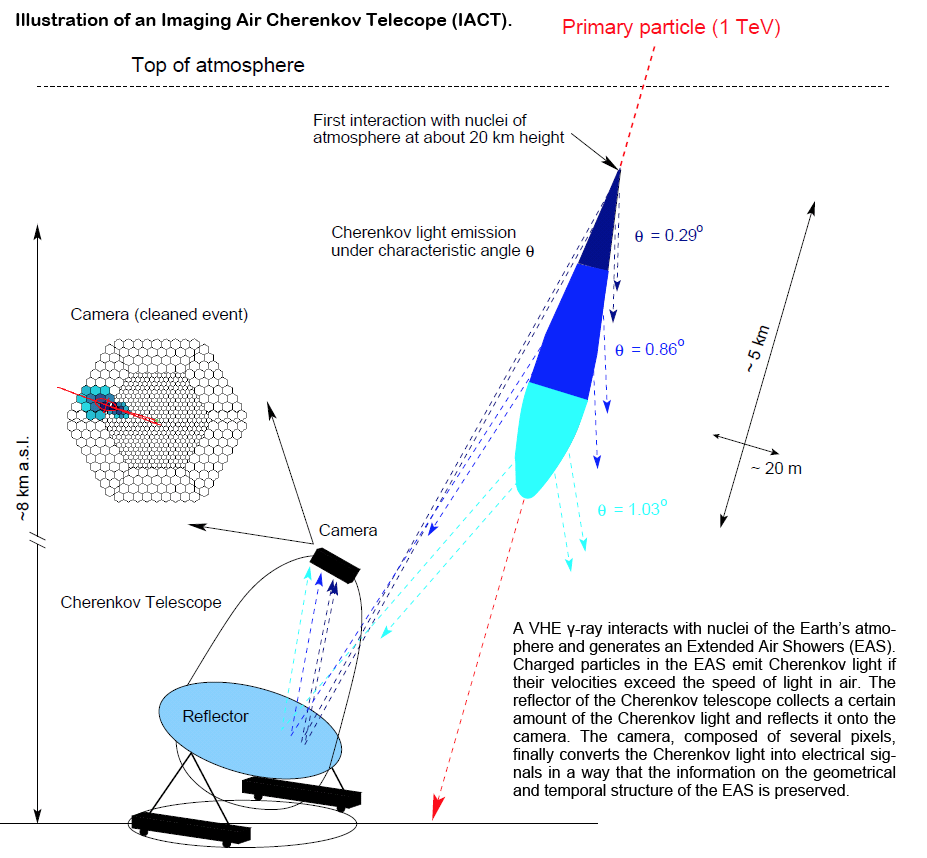 Illustration of an Imaging Air Cherenkov Telecope (IACT).
Primary particle (1 TeV)
Top of atmosphere
First interaction with nuclei of
atmosphere at about 20 km height
Cherenkov light emission
under characteristic angle θ
θ = 0.29°
Camera (cleaned event)
θ = 0.86°
~ 5 km
~8 km a.s.l.
~ 20 m
θ = 1.03°
Camera
Cherenkov Telescope
Reflector
A VHE γ-ray interacts with nuclei of the Earth's atmo-
phere and generates an Extended Air Showers (EAS).
Charged particles in the EAS emit Cherenkov light if
their velocities exceed the speed of light in air. The
reflector of the Cherenkov telescope collects a certain
amount of the Cherenkov light and reflects it onto the
camera. The camera, composed of several pixels,
finally converts the Cherenkov light into electrical sig-
nals in a way that the information on the geometrical
and temporal structure of the EAS is preserved.